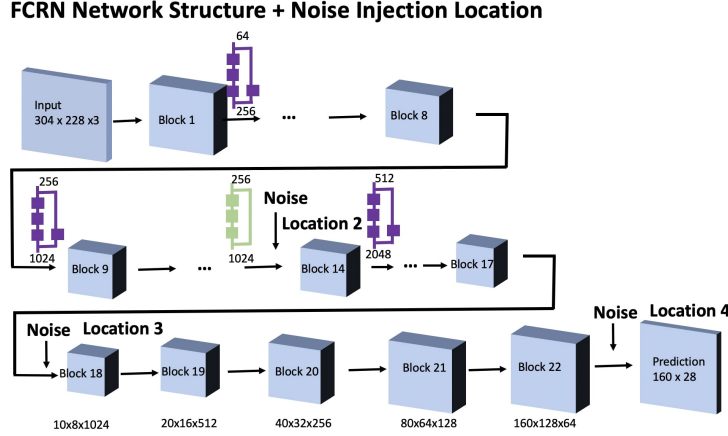 FCRN Network Structure + Noise Injection Location
64
Input
304 x 228 x3
Block 1
256
...
Block 8
256
256
512
Noise
Location 2
1024
Block 9
...
1024
Block 14
2048
...
Block 17
Noise Location 3
Noise Location 4
Block 18
Block 19
Block 20
Block 21
Block 22
Prediction
160 x 28
10x8x1024
20x16x512
40x32x256
80x64x128
160x128x64